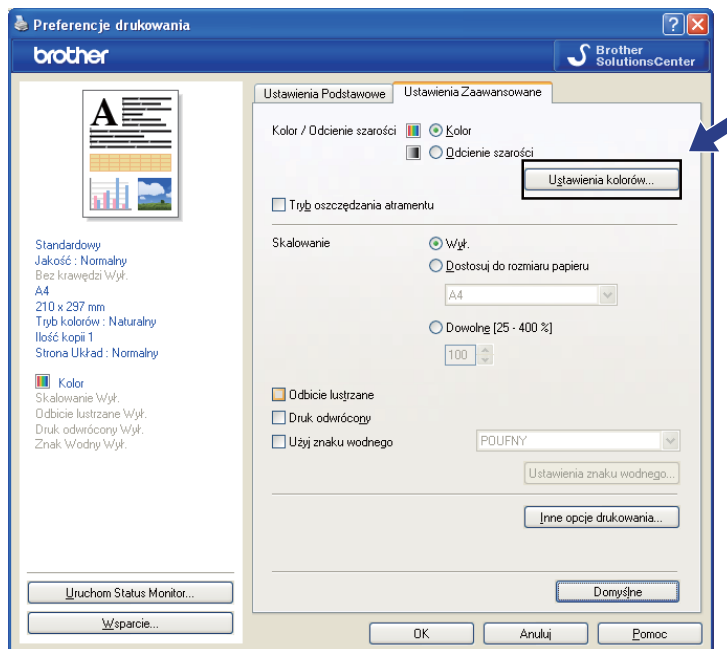 Preferencje drukowania
brother
Brother
SolutionsCenter
Ustawienia Podstawowe
Ustawienia Zaawansowane
A
Standardowy
Jakość : Normalny
Bez krawędzi Wył.
A4
210 x 297 mm
Tryb kolorów : Naturalny
Ilość kopii 1
Strona Układ : Normalny
Kolor
Skalowanie Wył.
Odbicie lustrzane Wył.
Druk odwrócony Wył.
Znak Wodny Wył.
Uruchom Status Monitor...
Wsparcie...
Kolor / Odcienie szarości
Kolor
Odcienie szarości
Ustawienia kolorów...
Tryb oszczędzania atramentu
Skalowanie
Wył.
Dostosuj do rozmiaru papieru
A4
Dowolne [25 - 400 %]
100
Odbicie lustrzane
Druk odwrócony
Użyj znaku wodnego
POUFNY
Ustawienia znaku wodnego...
Inne opcje drukowania...
Domyślne
OK
Anuluj
Pomoc